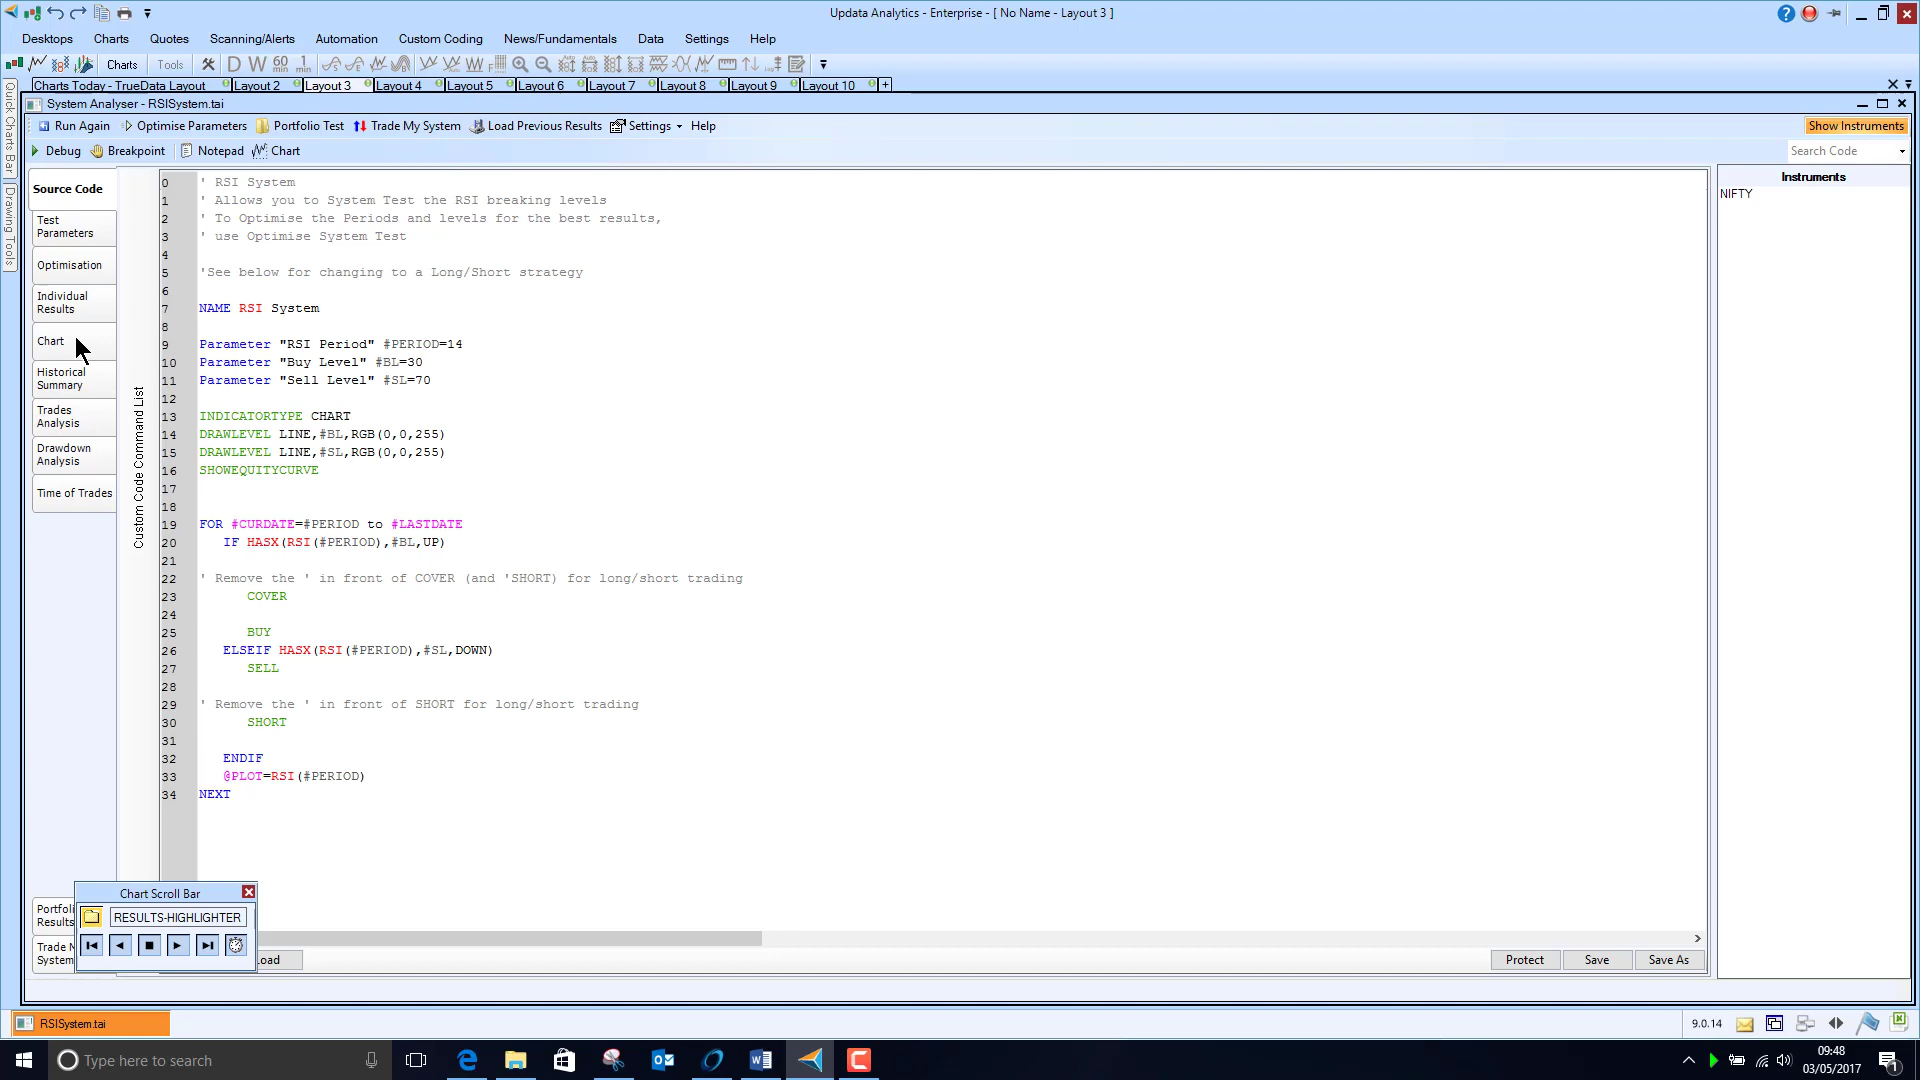 Updata Analytics - Enterprise - [ No Name - Layout 3 ]
Desktops Charts Quotes Scanning/Alerts Automation Custom Coding News/Fundamentals Data Settings Help
Charts Tools D W 60 1
Charts Today - TrueData Layout Layout 2 Layout 3 Layout 4 Layout 5 Layout 6 Layout 7 Layout 8 Layout 9 Layout 10 +
Quick Charts Bar
Drawing Tools
System Analyser - RSISystem.tai
Run Again Optimise Parameters Portfolio Test Trade My System Load Previous Results Settings Help Show Instruments
Debug Breakpoint Notepad Chart Search Code
Source Code
Test
Parameters
Optimisation
Individual
Results
Chart
Historical
Summary
Trades
Analysis
Drawdown
Analysis
Time of Trades
Custom Code Command List
0 ' RSI System
1 ' Allows you to System Test the RSI breaking levels
2 ' To Optimise the Periods and levels for the best results,
3 ' use Optimise System Test
4
5 'See below for changing to a Long/Short strategy
6
7 NAME RSI System
8
9 Parameter "RSI Period" #PERIOD=14
10 Parameter "Buy Level" #BL=30
11 Parameter "Sell Level" #SL=70
12
13 INDICATORTYPE CHART
14 DRAWLEVEL LINE,#BL,RGB(0,0,255)
15 DRAWLEVEL LINE,#SL,RGB(0,0,255)
16 SHOWEQUITYCURVE
17
18
19 FOR #CURDATE=#PERIOD to #LASTDATE
20 IF HASX(RSI(#PERIOD),#BL,UP)
21
22 ' Remove the ' in front of COVER (and 'SHORT) for long/short trading
23 COVER
24
25 BUY
26 ELSEIF HASX(RSI(#PERIOD),#SL,DOWN)
27 SELL
28
29 ' Remove the ' in front of SHORT for long/short trading
30 SHORT
31
32 ENDIF
33 @PLOT=RSI(#PERIOD)
34 NEXT
Instruments
NIFTY
Chart Scroll Bar
RESULTS-HIGHLIGHTER
Portfoli
Results
Trade M
System
oad Protect Save Save As
RSISystem.tai 9.0.14
Type here to search
09:48
03/05/2017
1